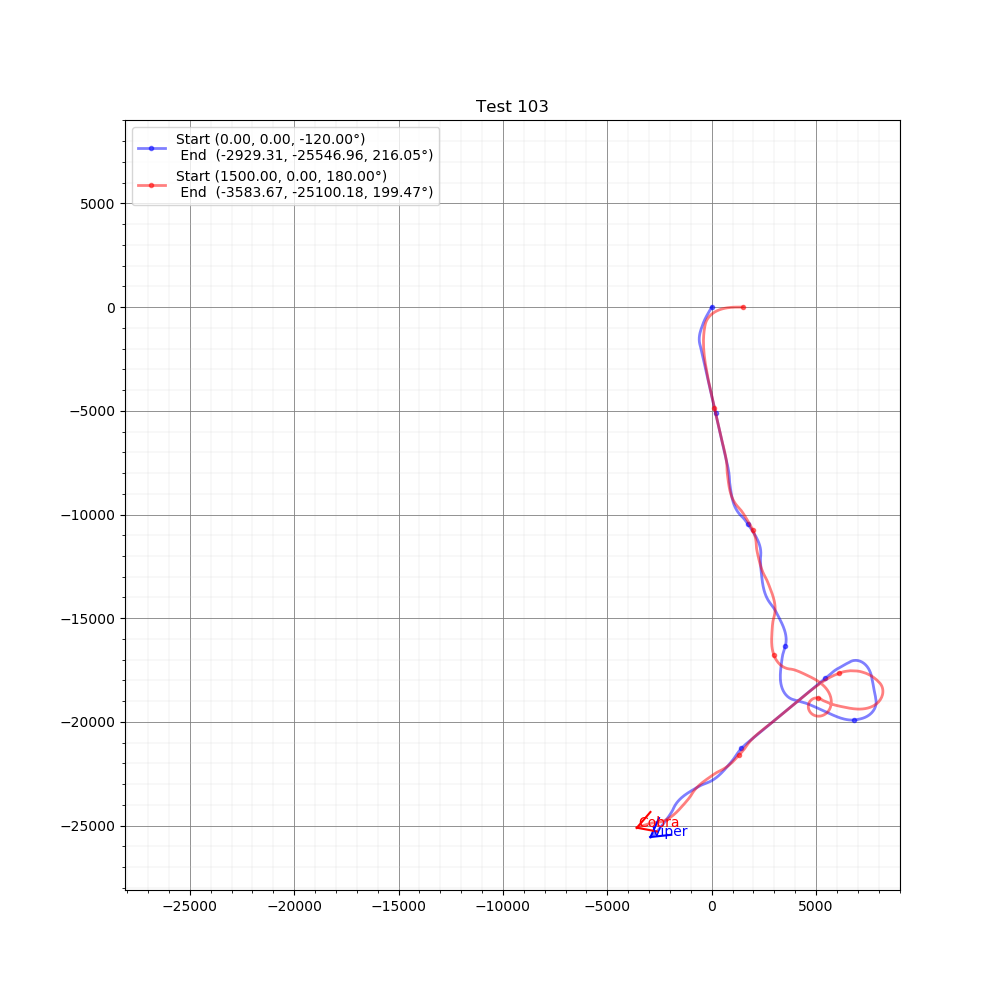 Test 103
Start (0.00, 0.00, -120.00°)
End (-2929.31, -25546.96, 216.05°)
Start (1500.00, 0.00, 180.00°)
End (-3583.67, -25100.18, 199.47°)
5000
0
−5000
−10000
−15000
−20000
−25000
Cobra
Viper
−25000 −20000 −15000 −10000 −5000 0 5000